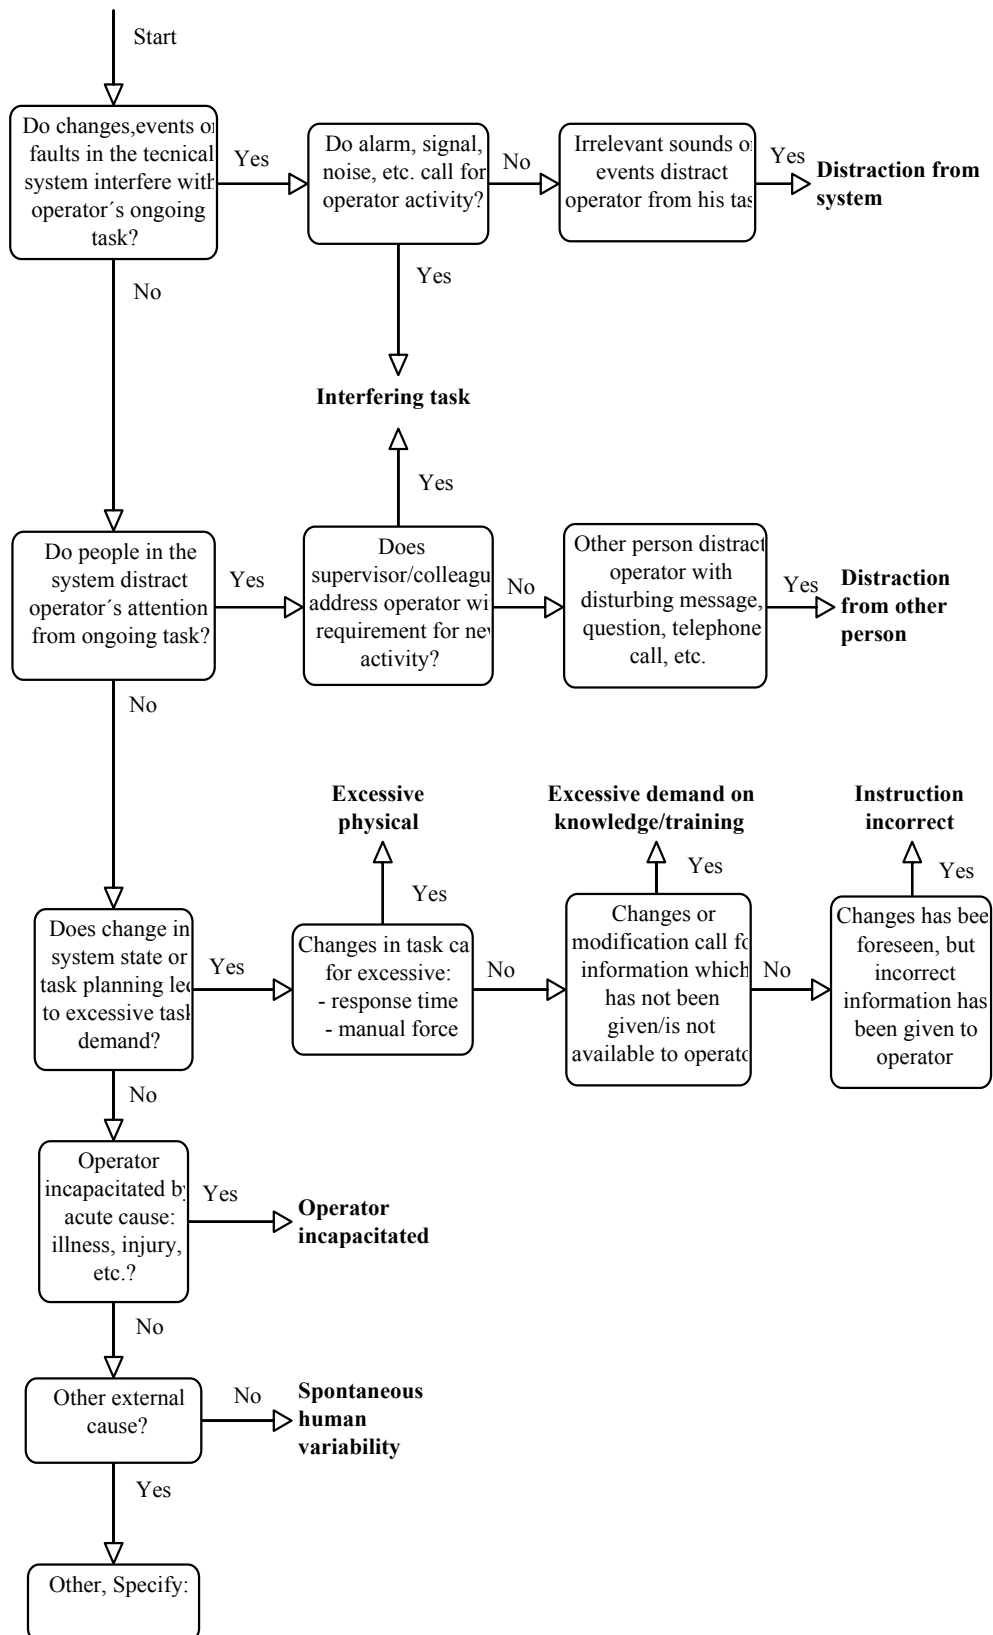 Start
Do changes,events or
faults in the tecnical
system interfere with
operator´s ongoing
task?
Yes
Do alarm, signal,
noise, etc. call for
operator activity?
No
Irrelevant sounds or
events distract
operator from his tas
Yes
Distraction from
system
No
Yes
Interfering task
Yes
Do people in the
system distract
operator´s attention
from ongoing task?
Yes
Does
supervisor/colleagu
address operator wi
requirement for new
activity?
No
Other person distract
operator with
disturbing message,
question, telephone
call, etc.
Yes
Distraction
from other
person
No
Excessive
physical
Excessive demand on
knowledge/training
Instruction
incorrect
Yes
Yes
Yes
Does change in
system state or
task planning led
to excessive task
demand?
Yes
Changes in task ca
for excessive:
- response time
- manual force
No
Changes or
modification call fo
information which
has not been
given/is not
available to operato
No
Changes has bee
foreseen, but
incorrect
information has
been given to
operator
No
Operator
incapacitated by
acute cause:
illness, injury,
etc.?
Yes
Operator
incapacitated
No
Other external
cause?
No
Spontaneous
human
variability
Yes
Other, Specify: